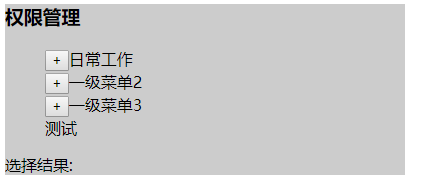 权限管理
+ 日常工作
+ 一级菜单2
+ 一级菜单3
测试
选择结果: